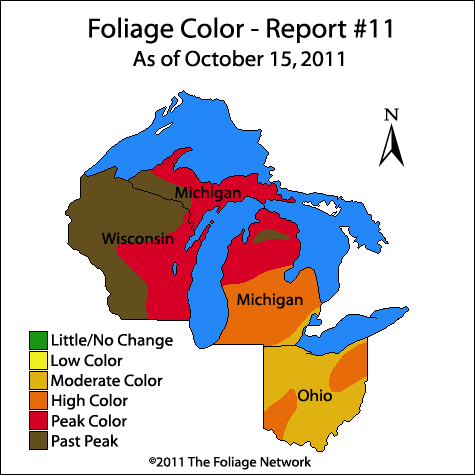 Foliage Color - Report #11
As of October 15, 2011
N
Michigan
Wisconsin
Michigan
Ohio
Little/No Change
Low Color
Moderate Color
High Color
Peak Color
Past Peak
©2011 The Foliage Network